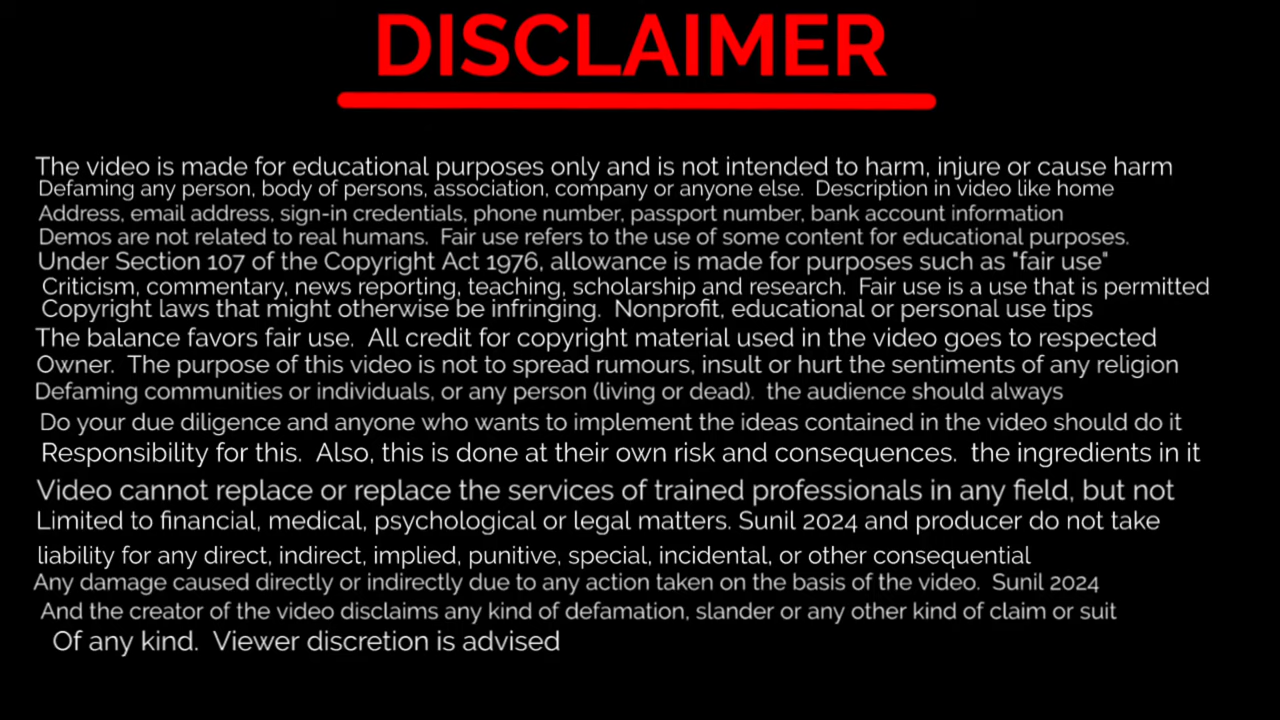 DISCLAIMER
The video is made for educational purposes only and is not intended to harm, injure or cause harm
Defaming any person, body of persons, association, company or anyone else. Description in video like home
Address, email address, sign-in credentials, phone number, passport number, bank account information
Demos are not related to real humans. Fair use refers to the use of some content for educational purposes.
Under Section 107 of the Copyright Act 1976, allowance is made for purposes such as "fair use"
Criticism, commentary, news reporting, teaching, scholarship and research. Fair use is a use that is permitted
Copyright laws that might otherwise be infringing. Nonprofit, educational or personal use tips
The balance favors fair use. All credit for copyright material used in the video goes to respected
Owner. The purpose of this video is not to spread rumours, insult or hurt the sentiments of any religion
Defaming communities or individuals, or any person (living or dead). the audience should always
Do your due diligence and anyone who wants to implement the ideas contained in the video should do it
Responsibility for this. Also, this is done at their own risk and consequences. the ingredients in it
Video cannot replace or replace the services of trained professionals in any field, but not
Limited to financial, medical, psychological or legal matters. Sunil 2024 and producer do not take
liability for any direct, indirect, implied, punitive, special, incidental, or other consequential
Any damage caused directly or indirectly due to any action taken on the basis of the video. Sunil 2024
And the creator of the video disclaims any kind of defamation, slander or any other kind of claim or suit
Of any kind. Viewer discretion is advised